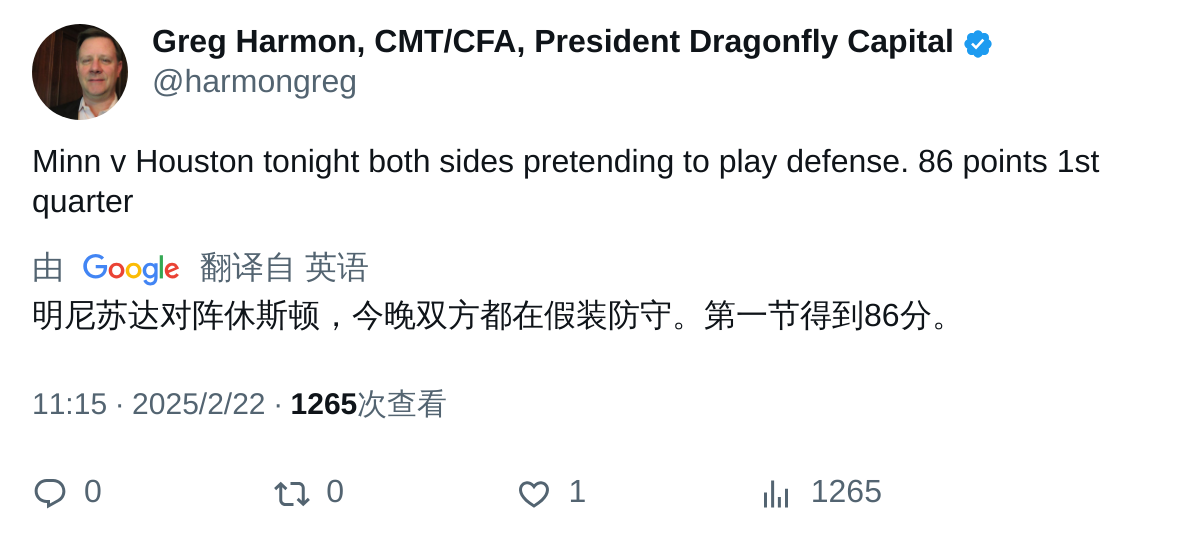 Greg Harmon, CMT/CFA, President Dragonfly Capital
@harmongreg
Minn v Houston tonight both sides pretending to play defense. 86 points 1st
quarter
由 Google 翻译自 英语
明尼苏达对阵休斯顿，今晚双方都在假装防守。第一节得到86分。
11:15 · 2025/2/22 · 1265次查看
0 0 1 1265